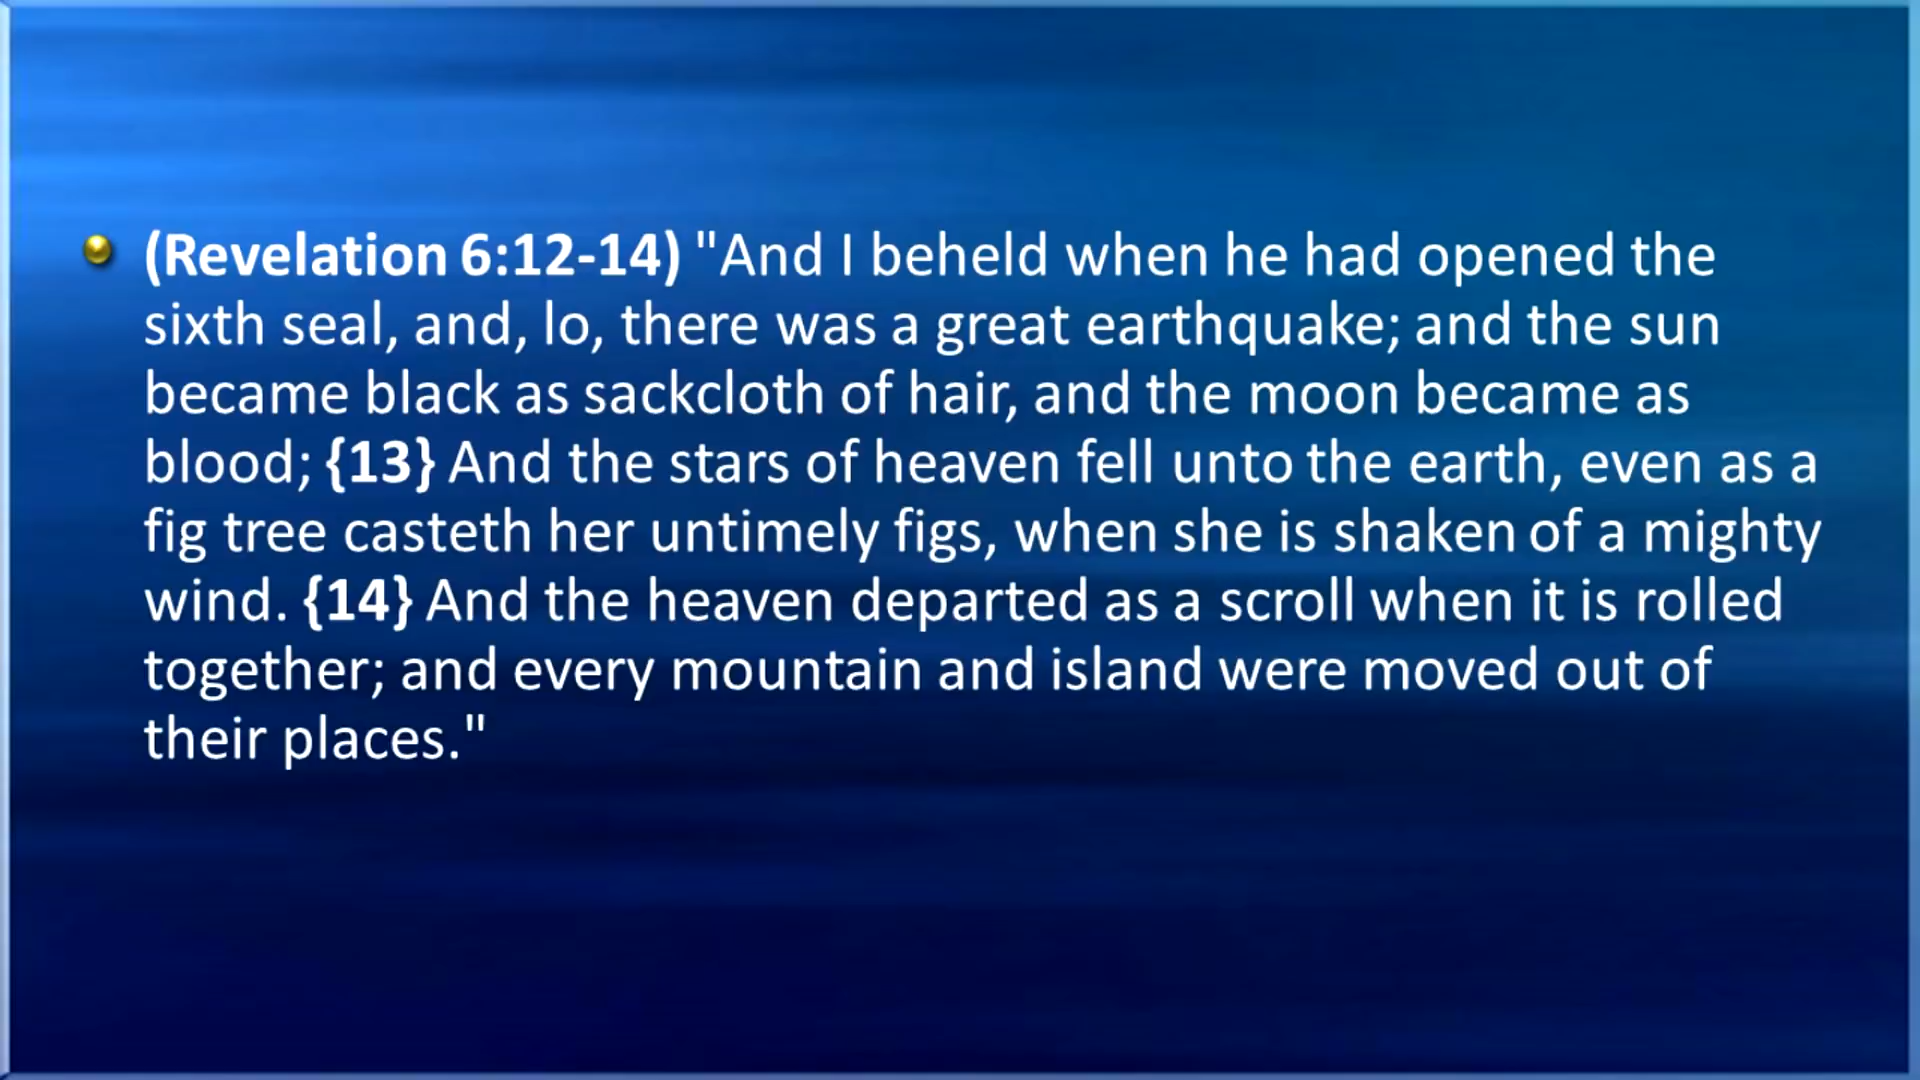 (Revelation 6:12-14) "And I beheld when he had opened the
sixth seal, and, lo, there was a great earthquake; and the sun
became black as sackcloth of hair, and the moon became as
blood; {13} And the stars of heaven fell unto the earth, even as a
fig tree casteth her untimely figs, when she is shaken of a mighty
wind. {14} And the heaven departed as a scroll when it is rolled
together; and every mountain and island were moved out of
their places."